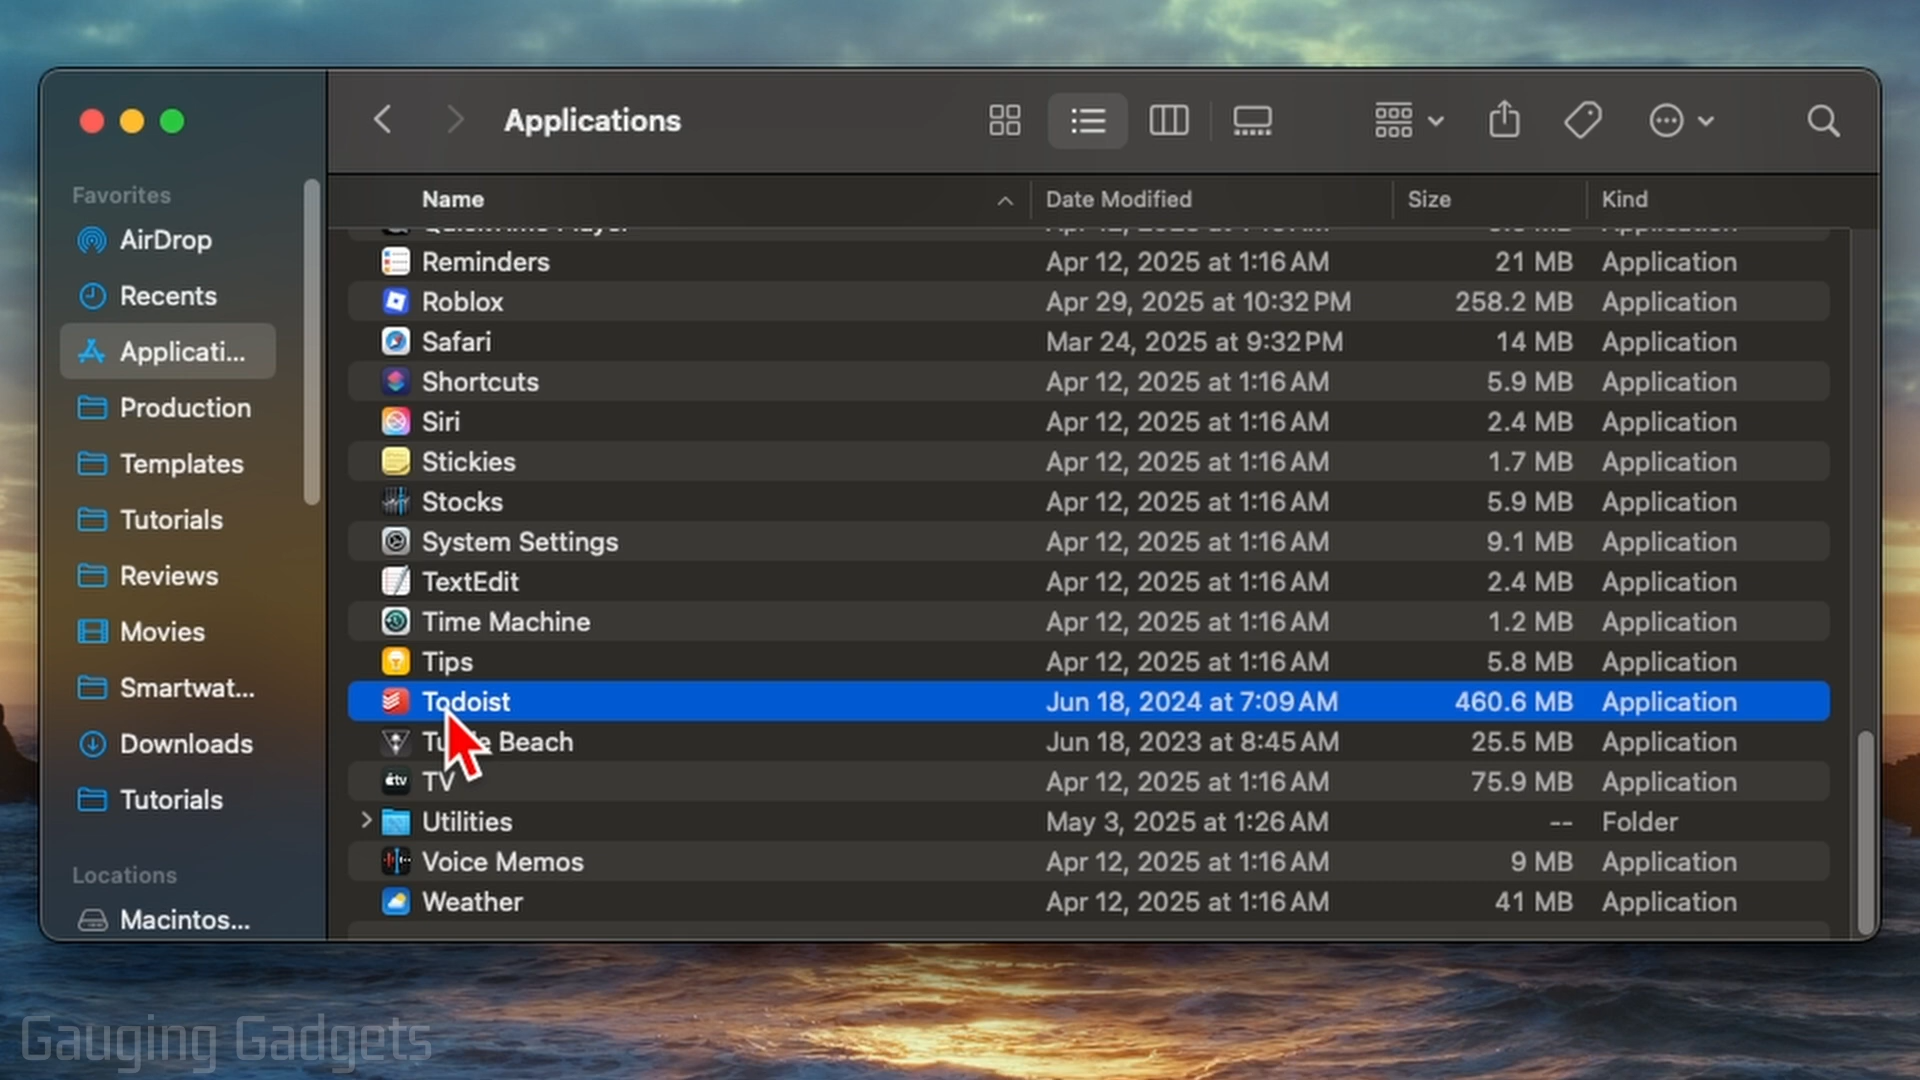 Applications
Favorites
AirDrop
Recents
Applicati...
Production
Templates
Tutorials
Reviews
Movies
Smartwat...
Downloads
Tutorials
Locations
Macintos...
Name Date Modified Size Kind
Reminders Apr 12, 2025 at 1:16 AM 21 MB Application
Roblox Apr 29, 2025 at 10:32 PM 258.2 MB Application
Safari Mar 24, 2025 at 9:32 PM 14 MB Application
Shortcuts Apr 12, 2025 at 1:16 AM 5.9 MB Application
Siri Apr 12, 2025 at 1:16 AM 2.4 MB Application
Stickies Apr 12, 2025 at 1:16 AM 1.7 MB Application
Stocks Apr 12, 2025 at 1:16 AM 5.9 MB Application
System Settings Apr 12, 2025 at 1:16 AM 9.1 MB Application
TextEdit Apr 12, 2025 at 1:16 AM 2.4 MB Application
Time Machine Apr 12, 2025 at 1:16 AM 1.2 MB Application
Tips Apr 12, 2025 at 1:16 AM 5.8 MB Application
Todoist Jun 18, 2024 at 7:09 AM 460.6 MB Application
Beach Jun 18, 2023 at 8:45 AM 25.5 MB Application
tv TV Apr 12, 2025 at 1:16 AM 75.9 MB Application
Utilities May 3, 2025 at 1:26 AM -- Folder
Voice Memos Apr 12, 2025 at 1:16 AM 9 MB Application
Weather Apr 12, 2025 at 1:16 AM 41 MB Application
Gauging Gadgets